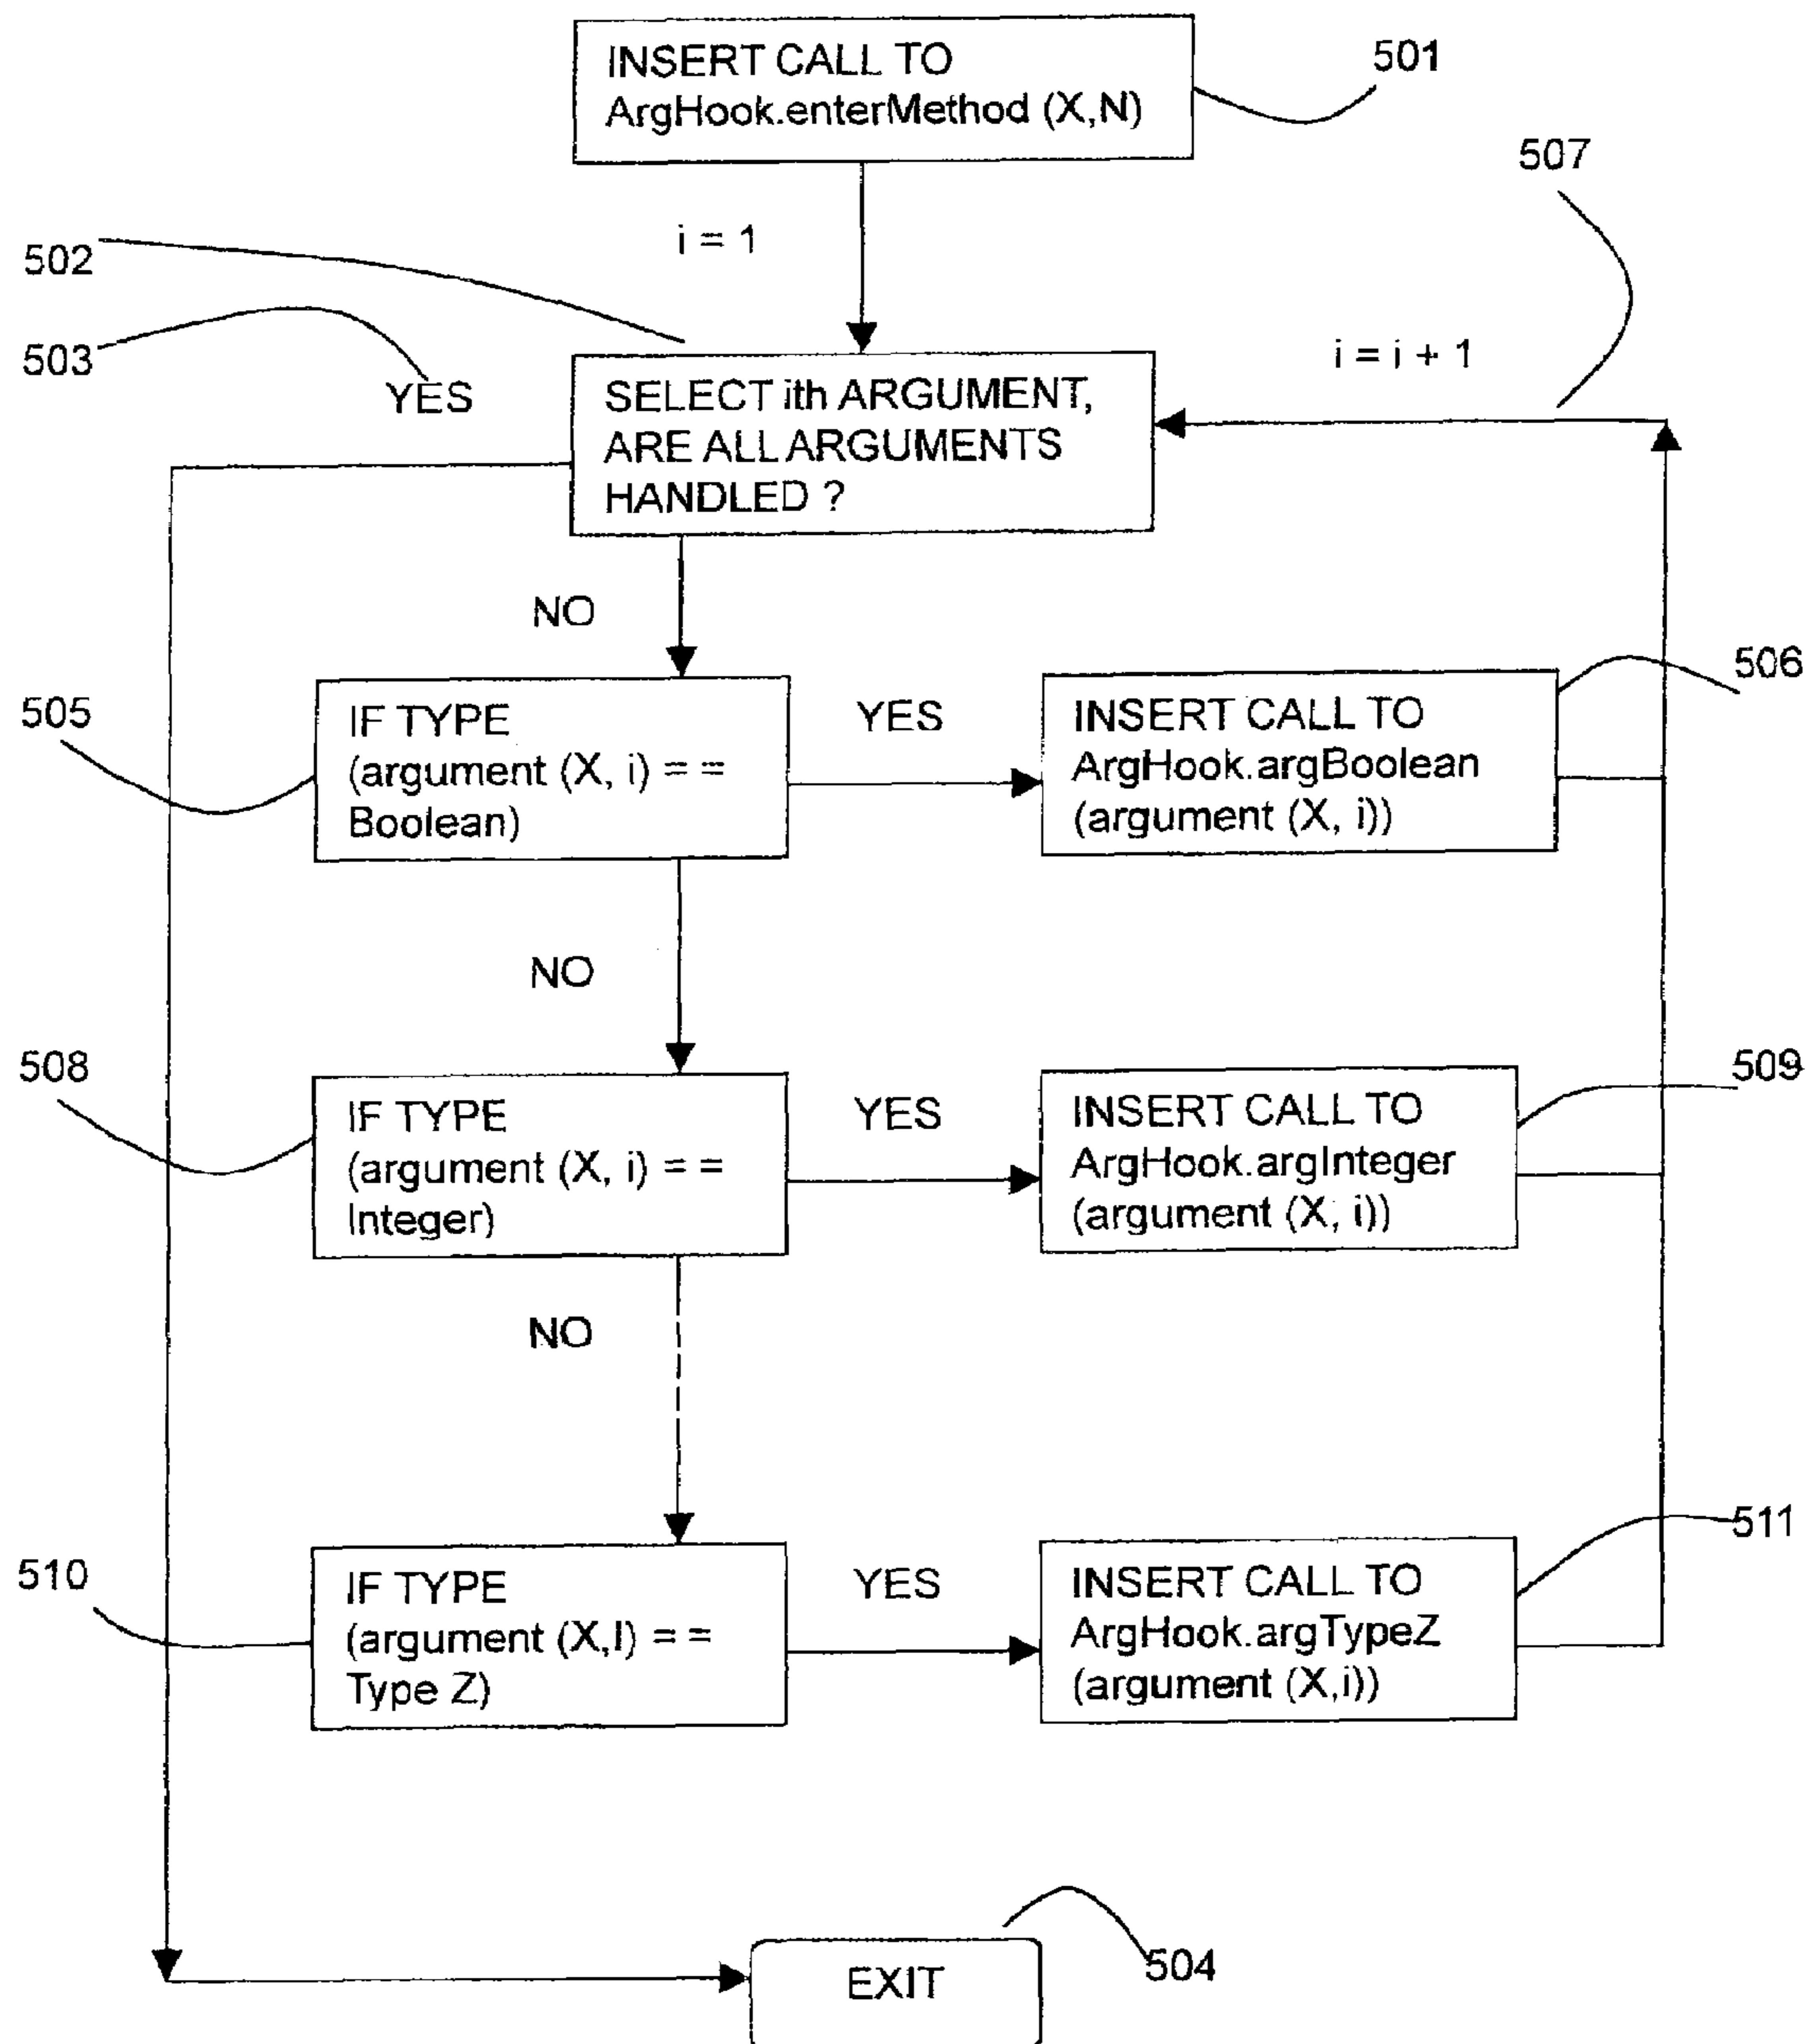 INSERT CALL TO
ArgHook.enterMethod (X,N)
501
507
i = 1
502
503
YES
i = i + 1
SELECT ith ARGUMENT,
ARE ALL ARGUMENTS
HANDLED ?
NO
505
IF TYPE
(argument (X, i) = =
Boolean)
YES
INSERT CALL TO
ArgHook.argBoolean
(argument (X, i))
506
NO
508
IF TYPE
(argument (X, i) = =
Integer)
YES
INSERT CALL TO
ArgHook.argInteger
(argument (X, i))
509
NO
510
IF TYPE
(argument (X,I) = =
Type Z)
YES
INSERT CALL TO
ArgHook.argTypeZ
(argument (X,i))
511
EXIT
504